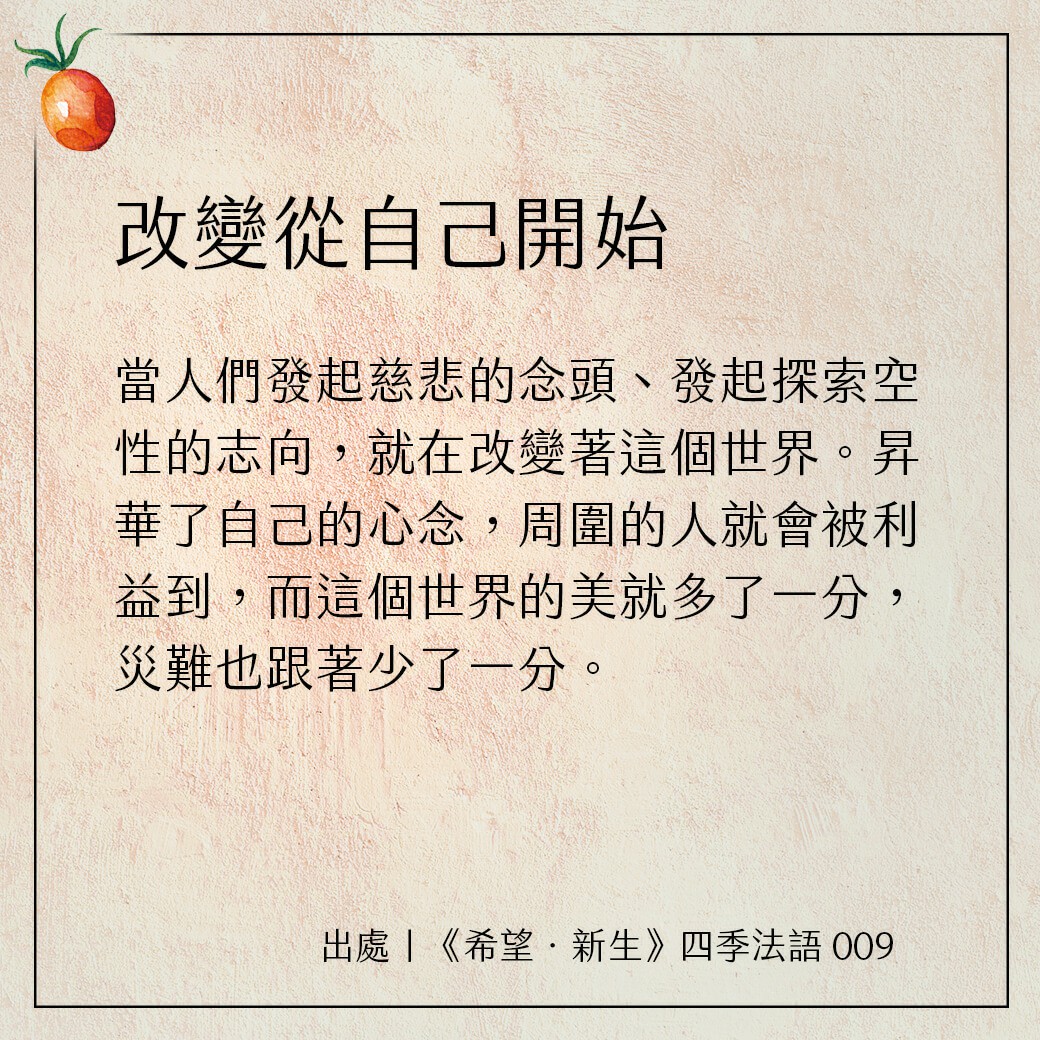 改變從自己開始
當人們發起慈悲的念頭、發起探索空
性的志向，就在改變著這個世界。昇
華了自己的心念，周圍的人就會被利
益到，而這個世界的美就多了一分，
災難也跟著少了一分。
出處｜《希望．新生》四季法語 009